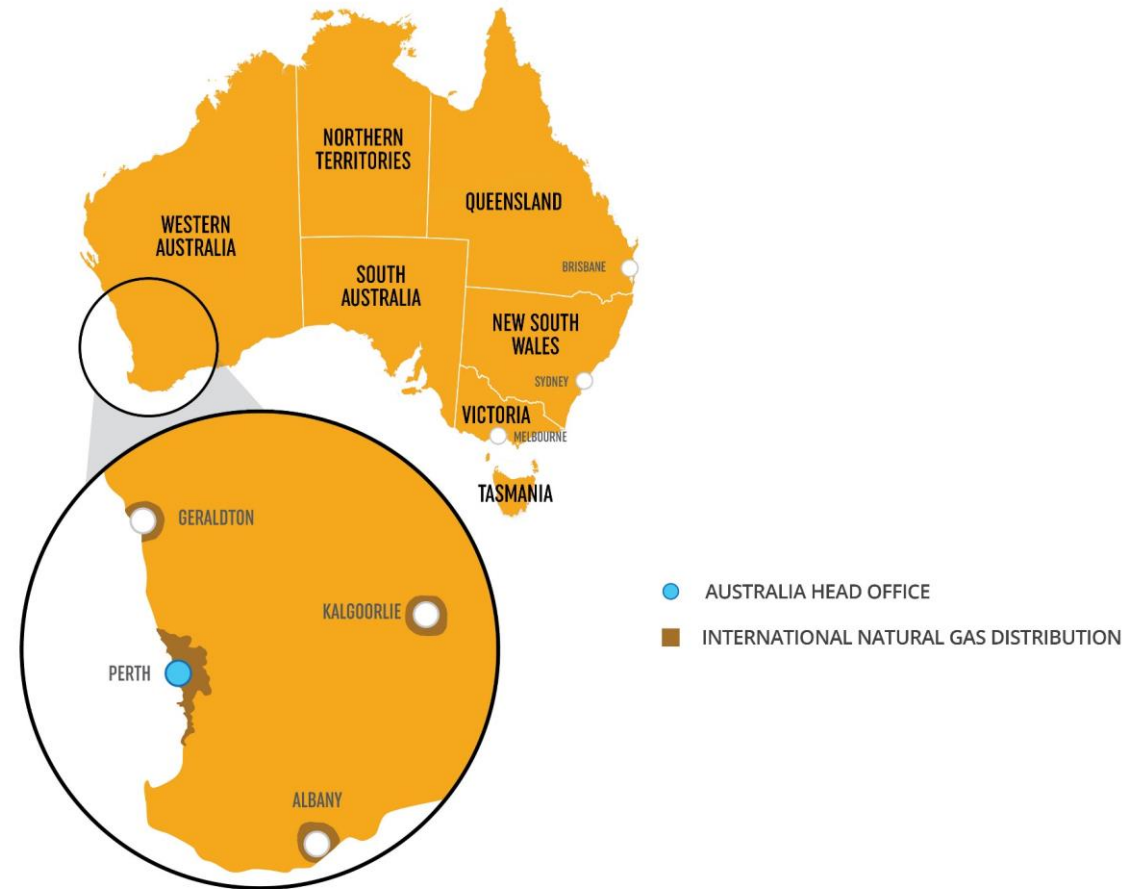 NORTHERN
TERRITORIES
QUEENSLAND
WESTERN
AUSTRALIA
SOUTH
AUSTRALIA
BRISBANE
NEW SOUTH
WALES
SYDNEY
VICTORIA
MELBOURNE
TASMANIA
GERALDTON
KALGOORLIE
PERTH
ALBANY
AUSTRALIA HEAD OFFICE
INTERNATIONAL NATURAL GAS DISTRIBUTION